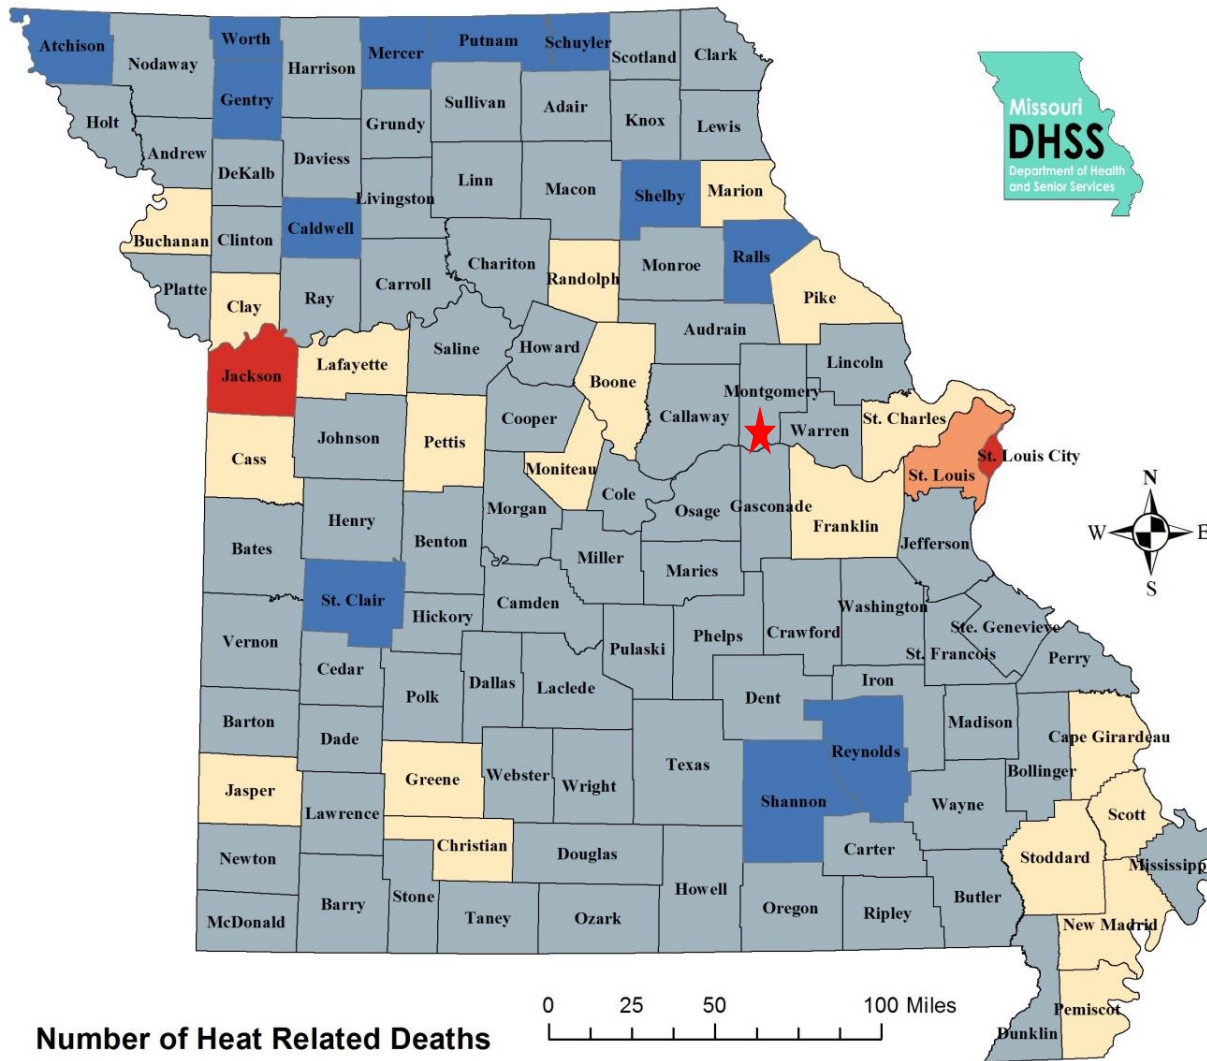 Atchison
Worth
Mercer
Putnam
Schuyler
Scotland
Clark
Nodaway
Harrison
Gentry
Sullivan
Adair
Knox
Lewis
Holt
Grundy
Andrew
DeKalb
Daviess
Linn
Macon
Shelby
Marion
Livingston
Buchanan
Clinton
Caldwell
Chariton
Randolph
Monroe
Ralls
Platte
Clay
Ray
Carroll
Pike
Audrain
Saline
Howard
Lincoln
Jackson
Lafayette
Boone
Montgomery
Callaway
Warren
St. Charles
Cooper
Johnson
Pettis
Cass
Moniteau
St. Louis City
St. Louis
Cole
Morgan
Osage
Gasconade
Franklin
Henry
Jefferson
Bates
Benton
Miller
Maries
St. Clair
Hickory
Camden
Washington
Ste. Genevieve
Vernon
Pulaski
Phelps
Crawford
St. Francois
Perry
Cedar
Polk
Dallas
Laclede
Dent
Iron
Barton
Dade
Madison
Cape Girardeau
Reynolds
Texas
Bollinger
Greene
Webster
Wright
Jasper
Shannon
Wayne
Lawrence
Scott
Christian
Douglas
Carter
Stoddard
Mississippi
Newton
Stone
Howell
Butler
Barry
McDonald
Taney
Ozark
Oregon
Ripley
New Madrid
Pemiscot
Dunklin
Missouri
DHSS
Department of Health
and Senior Services
N
W
E
S
0 25 50 100 Miles
Number of Heat Related Deaths